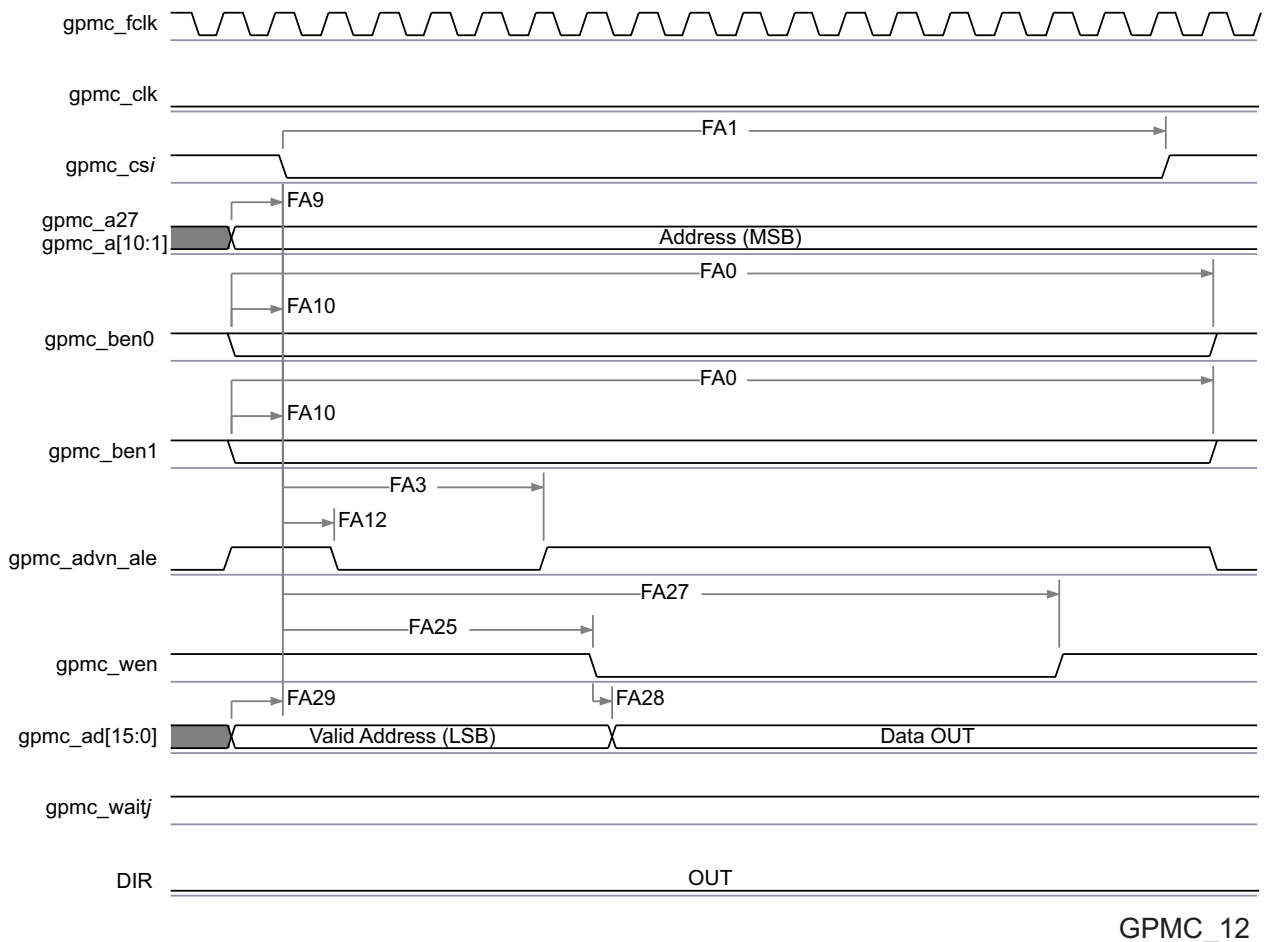 gpmc_fclk
gpmc_clk
FA1
gpmc_csi
FA9
gpmc_a27
gpmc_a[10:1]
Address (MSB)
FA0
FA10
gpmc_ben0
FA0
FA10
gpmc_ben1
FA3
FA12
gpmc_advn_ale
FA27
FA25
gpmc_wen
FA29
FA28
gpmc_ad[15:0]
Valid Address (LSB)
Data OUT
gpmc_waitj
DIR
OUT
GPMC_12